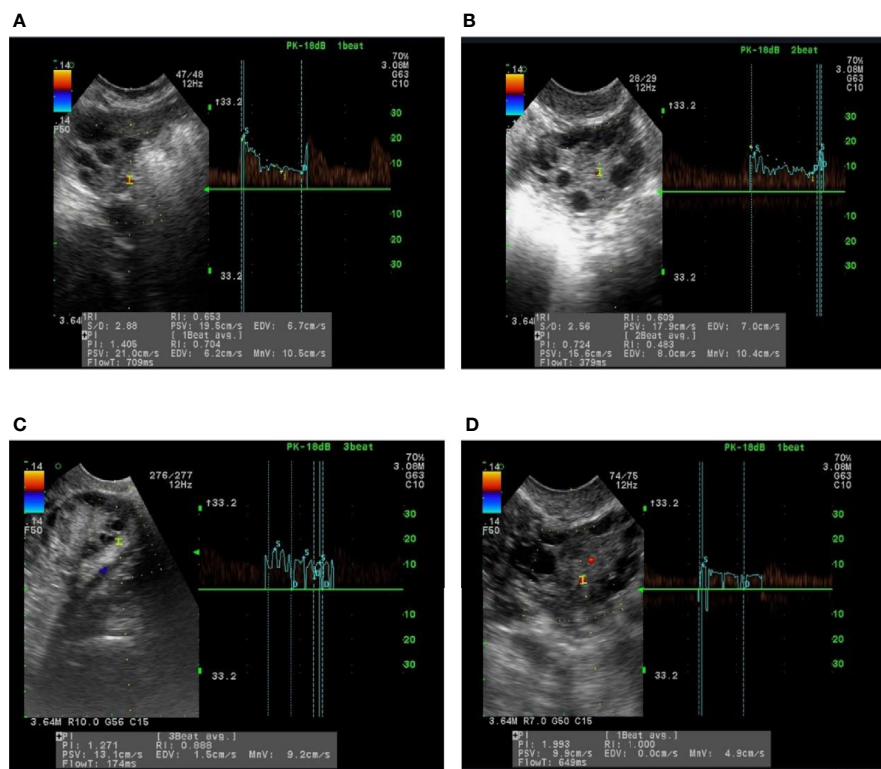 A
PK-18dB 1beat
.14
47/48
12Hz
70%
3.08M
G63
C10
↑33.2
30
20
10
.14
F50
S
D
10
20
30
33.2
3.64
1RI RI: 0.653
S/D: 2.88 PSV: 19.5cm/s EDV: 6.7cm/s
PI [ 1Beat avg.]
PI: 1.405 RI: 0.704
PSV: 21.0cm/s EDV: 6.2cm/s MnV: 10.5cm/s
FlowT: 709ms
B
PK-18dB 2beat
.14
28/29
12Hz
70%
3.08M
G63
C10
↑33.2
30
20
10
.14
F50
S
S
D
10
20
30
33.2
3.64
1RI RI: 0.609
S/D: 2.56 PSV: 17.9cm/s EDV: 7.0cm/s
PI [ 2Beat avg.]
PI: 0.724 RI: 0.483
PSV: 15.6cm/s EDV: 8.0cm/s MnV: 10.4cm/s
FlowT: 379ms
C
PK-18dB 3beat
.14
276/277
12Hz
70%
3.08M
G63
C10
↑33.2
30
20
10
.14
F50
S
S
S
D
D
D
10
20
30
33.2
3.64M R10.0 G56 C15
PI [ 3Beat avg.]
PI: 1.271 RI: 0.888
PSV: 13.1cm/s EDV: 1.5cm/s MnV: 9.2cm/s
FlowT: 174ms
D
PK-18dB 1beat
.14
74/75
12Hz
70%
3.08M
G63
C10
↑33.2
30
20
10
.14
F50
S
D
10
20
30
33.2
3.64M R7.0 G50 C15
PI [ 1Beat avg.]
PI: 1.993 RI: 1.000
PSV: 9.9cm/s EDV: 0.0cm/s MnV: 4.9cm/s
FlowT: 649ms